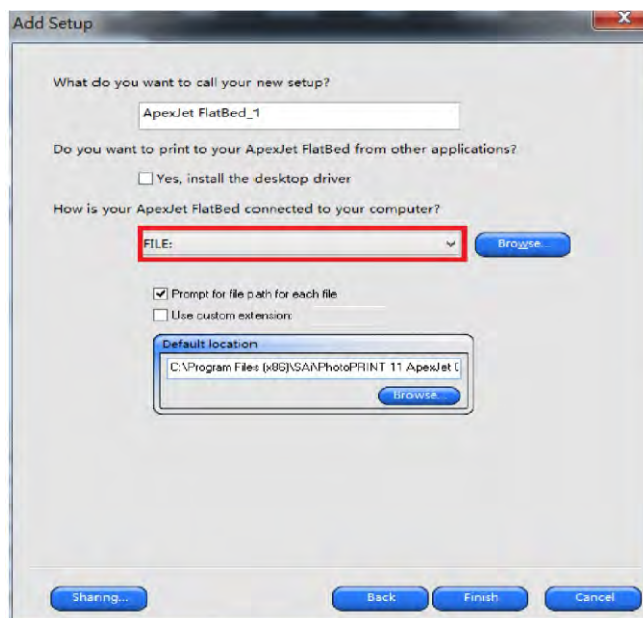 Add Setup
What do you want to call your new setup?
ApexJet FlatBed_1
Do you want to print to your ApexJet FlatBed from other applications?
Yes, install the desktop driver
How is your ApexJet FlatBed connected to your computer?
FILE: Browse...
Prompt for file path for each file
Use custom extension:
Default location
C:\Program Files (x86)\SAi\PhotoPRINT 11 ApexJet
Browse...
Sharing... Back Finish Cancel